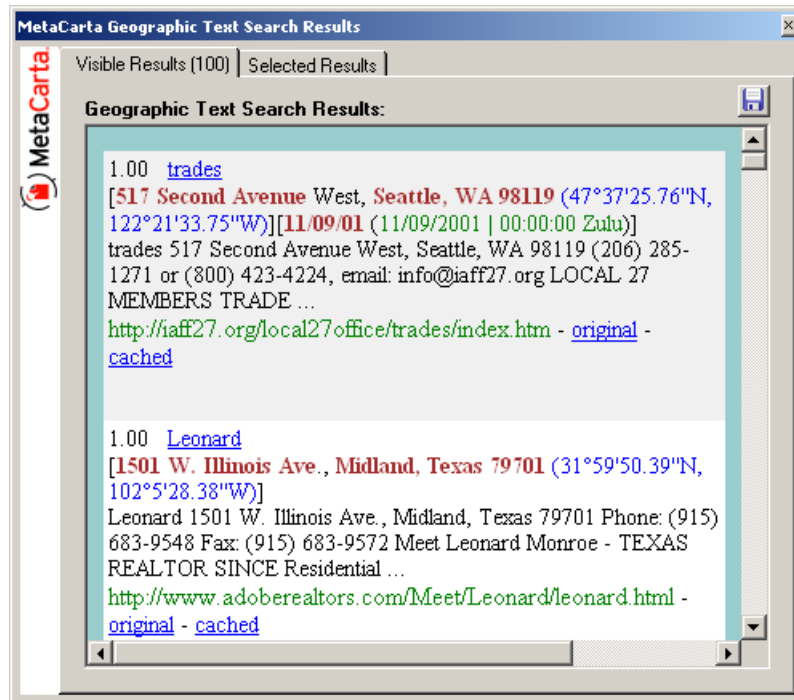 MetaCarta Geographic Text Search Results
MetaCarta
Visible Results (100) Selected Results
Geographic Text Search Results:
1.00 trades
[517 Second Avenue West, Seattle, WA 98119 (47°37'25.76"N,
122°21'33.75"W)][11/09/01 (11/09/2001 | 00:00:00 Zulu)]
trades 517 Second Avenue West, Seattle, WA 98119 (206) 285-
1271 or (800) 423-4224, email: info@iaff27.org LOCAL 27
MEMBERS TRADE ...
http://iaff27.org/local27office/trades/index.htm - original -
cached
1.00 Leonard
[1501 W. Illinois Ave., Midland, Texas 79701 (31°59'50.39"N,
102°5'28.38"W)]
Leonard 1501 W. Illinois Ave., Midland, Texas 79701 Phone: (915)
683-9548 Fax: (915) 683-9572 Meet Leonard Monroe - TEXAS
REALTOR SINCE Residential ...
http://www.adoberealtors.com/Meet/Leonard/leonard.html -
original - cached